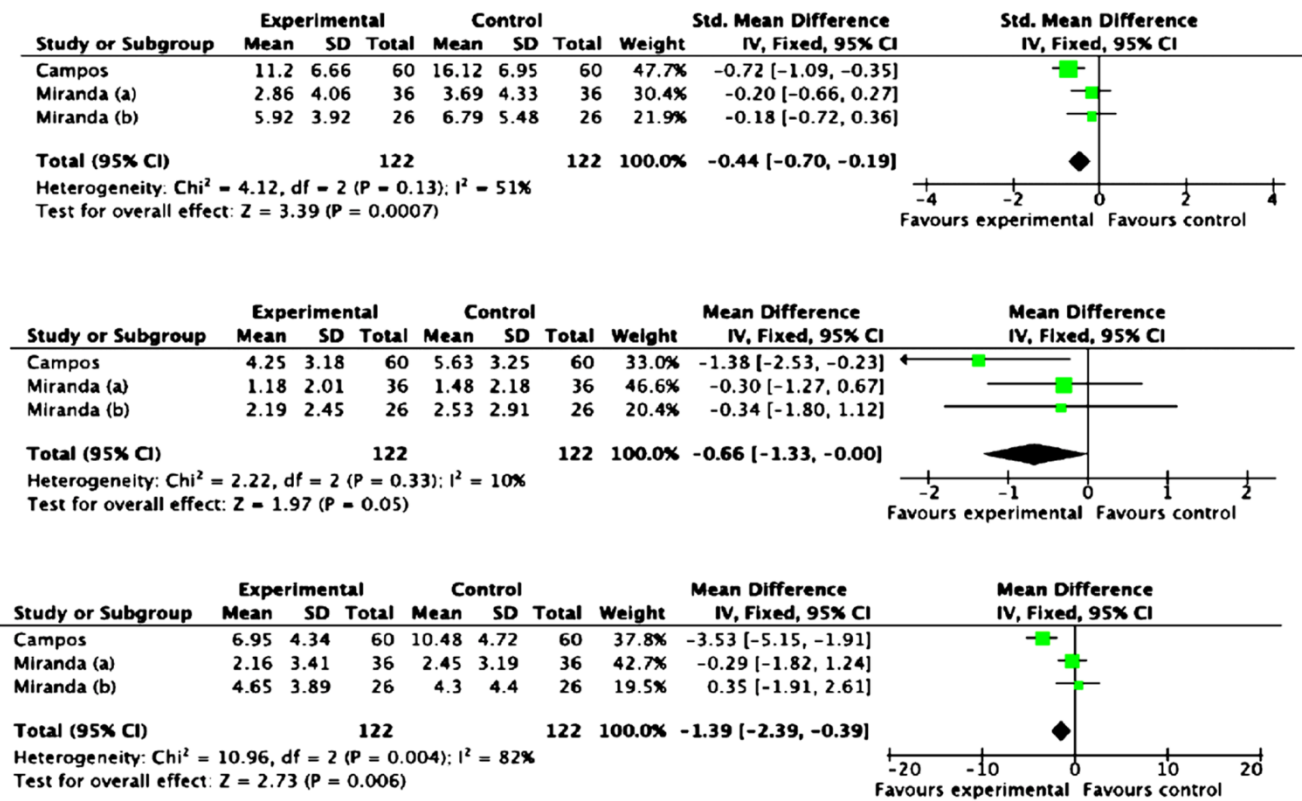 Experimental Control Std. Mean Difference Std. Mean Difference
Study or Subgroup Mean SD Total Mean SD Total Weight IV, Fixed, 95% CI IV, Fixed, 95% CI
Campos 11.2 6.66 60 16.12 6.95 60 47.7% -0.72 [-1.09, -0.35]
Miranda (a) 2.86 4.06 36 3.69 4.33 36 30.4% -0.20 [-0.66, 0.27]
Miranda (b) 5.92 3.92 26 6.79 5.48 26 21.9% -0.18 [-0.72, 0.36]
Total (95% CI) 122 122 100.0% -0.44 [-0.70, -0.19]
Heterogeneity: Chi² = 4.12, df = 2 (P = 0.13); I² = 51%
Test for overall effect: Z = 3.39 (P = 0.0007)
-4 -2 0 2 4
Favours experimental Favours control
Experimental Control Mean Difference Mean Difference
Study or Subgroup Mean SD Total Mean SD Total Weight IV, Fixed, 95% CI IV, Fixed, 95% CI
Campos 4.25 3.18 60 5.63 3.25 60 33.0% -1.38 [-2.53, -0.23]
Miranda (a) 1.18 2.01 36 1.48 2.18 36 46.6% -0.30 [-1.27, 0.67]
Miranda (b) 2.19 2.45 26 2.53 2.91 26 20.4% -0.34 [-1.80, 1.12]
Total (95% CI) 122 122 100.0% -0.66 [-1.33, -0.00]
Heterogeneity: Chi² = 2.22, df = 2 (P = 0.33); I² = 10%
Test for overall effect: Z = 1.97 (P = 0.05)
-2 -1 0 1 2
Favours experimental Favours control
Experimental Control Mean Difference Mean Difference
Study or Subgroup Mean SD Total Mean SD Total Weight IV, Fixed, 95% CI IV, Fixed, 95% CI
Campos 6.95 4.34 60 10.48 4.72 60 37.8% -3.53 [-5.15, -1.91]
Miranda (a) 2.16 3.41 36 2.45 3.19 36 42.7% -0.29 [-1.82, 1.24]
Miranda (b) 4.65 3.89 26 4.3 4.4 26 19.5% 0.35 [-1.91, 2.61]
Total (95% CI) 122 122 100.0% -1.39 [-2.39, -0.39]
Heterogeneity: Chi² = 10.96, df = 2 (P = 0.004); I² = 82%
Test for overall effect: Z = 2.73 (P = 0.006)
-20 -10 0 10 20
Favours experimental Favours control